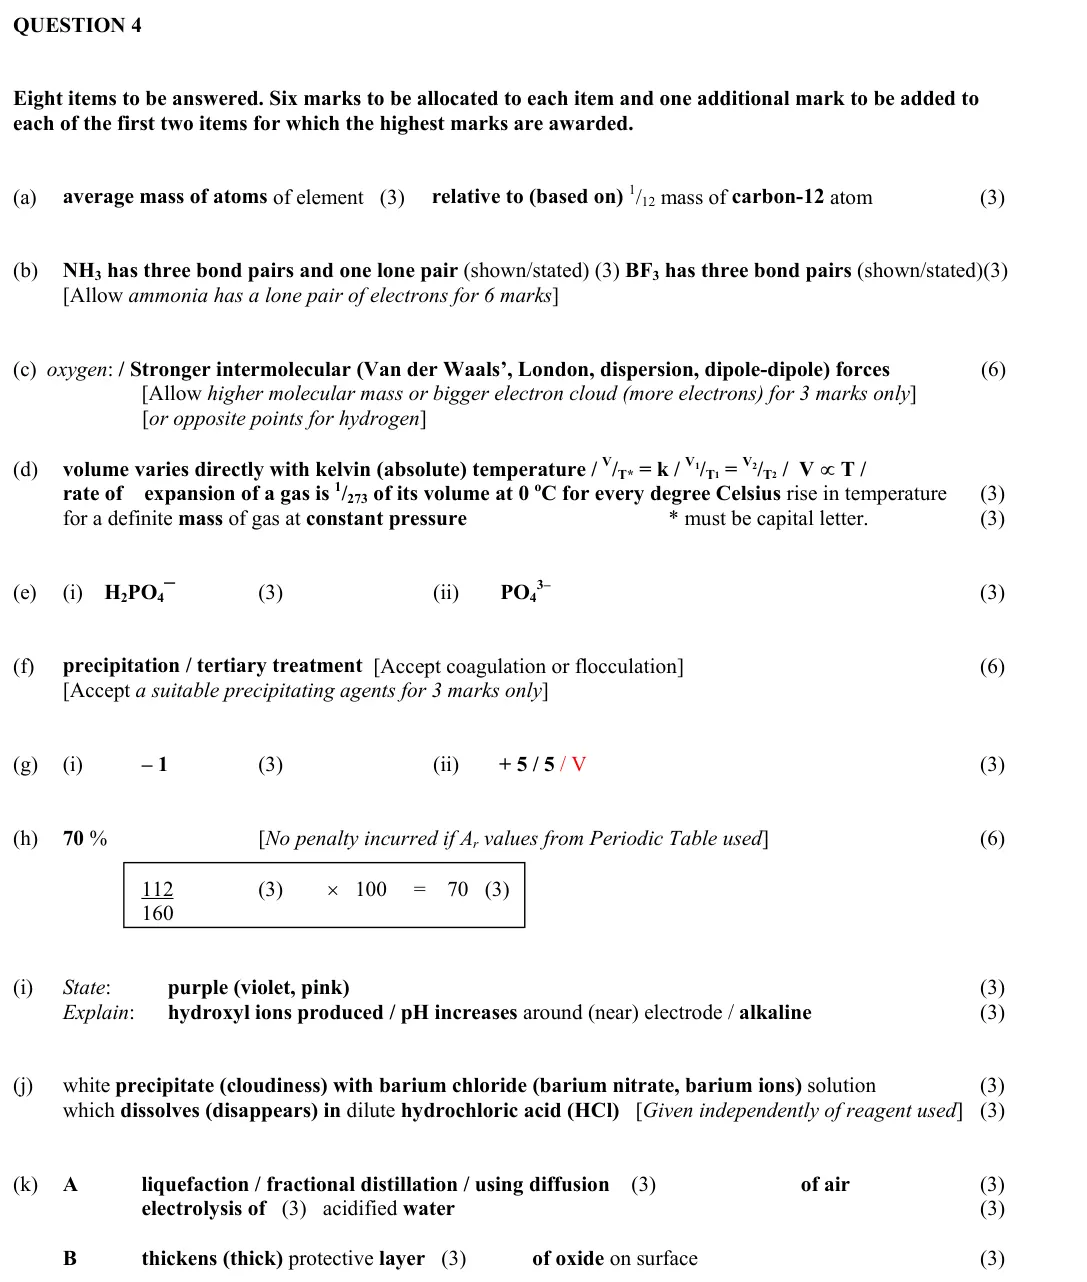 QUESTION 4
Eight items to be answered. Six marks to be allocated to each item and one additional mark to be added to
each of the first two items for which the highest marks are awarded.
(a) average mass of atoms of element (3) relative to (based on) ¹/₁₂ mass of carbon-12 atom (3)
(b) NH₃ has three bond pairs and one lone pair (shown/stated) (3) BF₃ has three bond pairs (shown/stated)(3)
[Allow ammonia has a lone pair of electrons for 6 marks]
(c) oxygen: / Stronger intermolecular (Van der Waals’, London, dispersion, dipole-dipole) forces (6)
[Allow higher molecular mass or bigger electron cloud (more electrons) for 3 marks only]
[or opposite points for hydrogen]
(d) volume varies directly with kelvin (absolute) temperature / V/T* = k / V₁/T₁ = V₂/T₂ / V ∝ T /
rate of expansion of a gas is ¹/₂₇₃ of its volume at 0 ºC for every degree Celsius rise in temperature (3)
for a definite mass of gas at constant pressure * must be capital letter. (3)
(e) (i) H₂PO₄⁻ (3) (ii) PO₄³⁻ (3)
(f) precipitation / tertiary treatment [Accept coagulation or flocculation] (6)
[Accept a suitable precipitating agents for 3 marks only]
(g) (i) – 1 (3) (ii) + 5 / 5 / V (3)
(h) 70 % [No penalty incurred if Aᵣ values from Periodic Table used] (6)
112 (3) × 100 = 70 (3)
160
(i) State: purple (violet, pink) (3)
Explain: hydroxyl ions produced / pH increases around (near) electrode / alkaline (3)
(j) white precipitate (cloudiness) with barium chloride (barium nitrate, barium ions) solution (3)
which dissolves (disappears) in dilute hydrochloric acid (HCl) [Given independently of reagent used] (3)
(k) A liquefaction / fractional distillation / using diffusion (3) of air (3)
electrolysis of (3) acidified water (3)
B thickens (thick) protective layer (3) of oxide on surface (3)